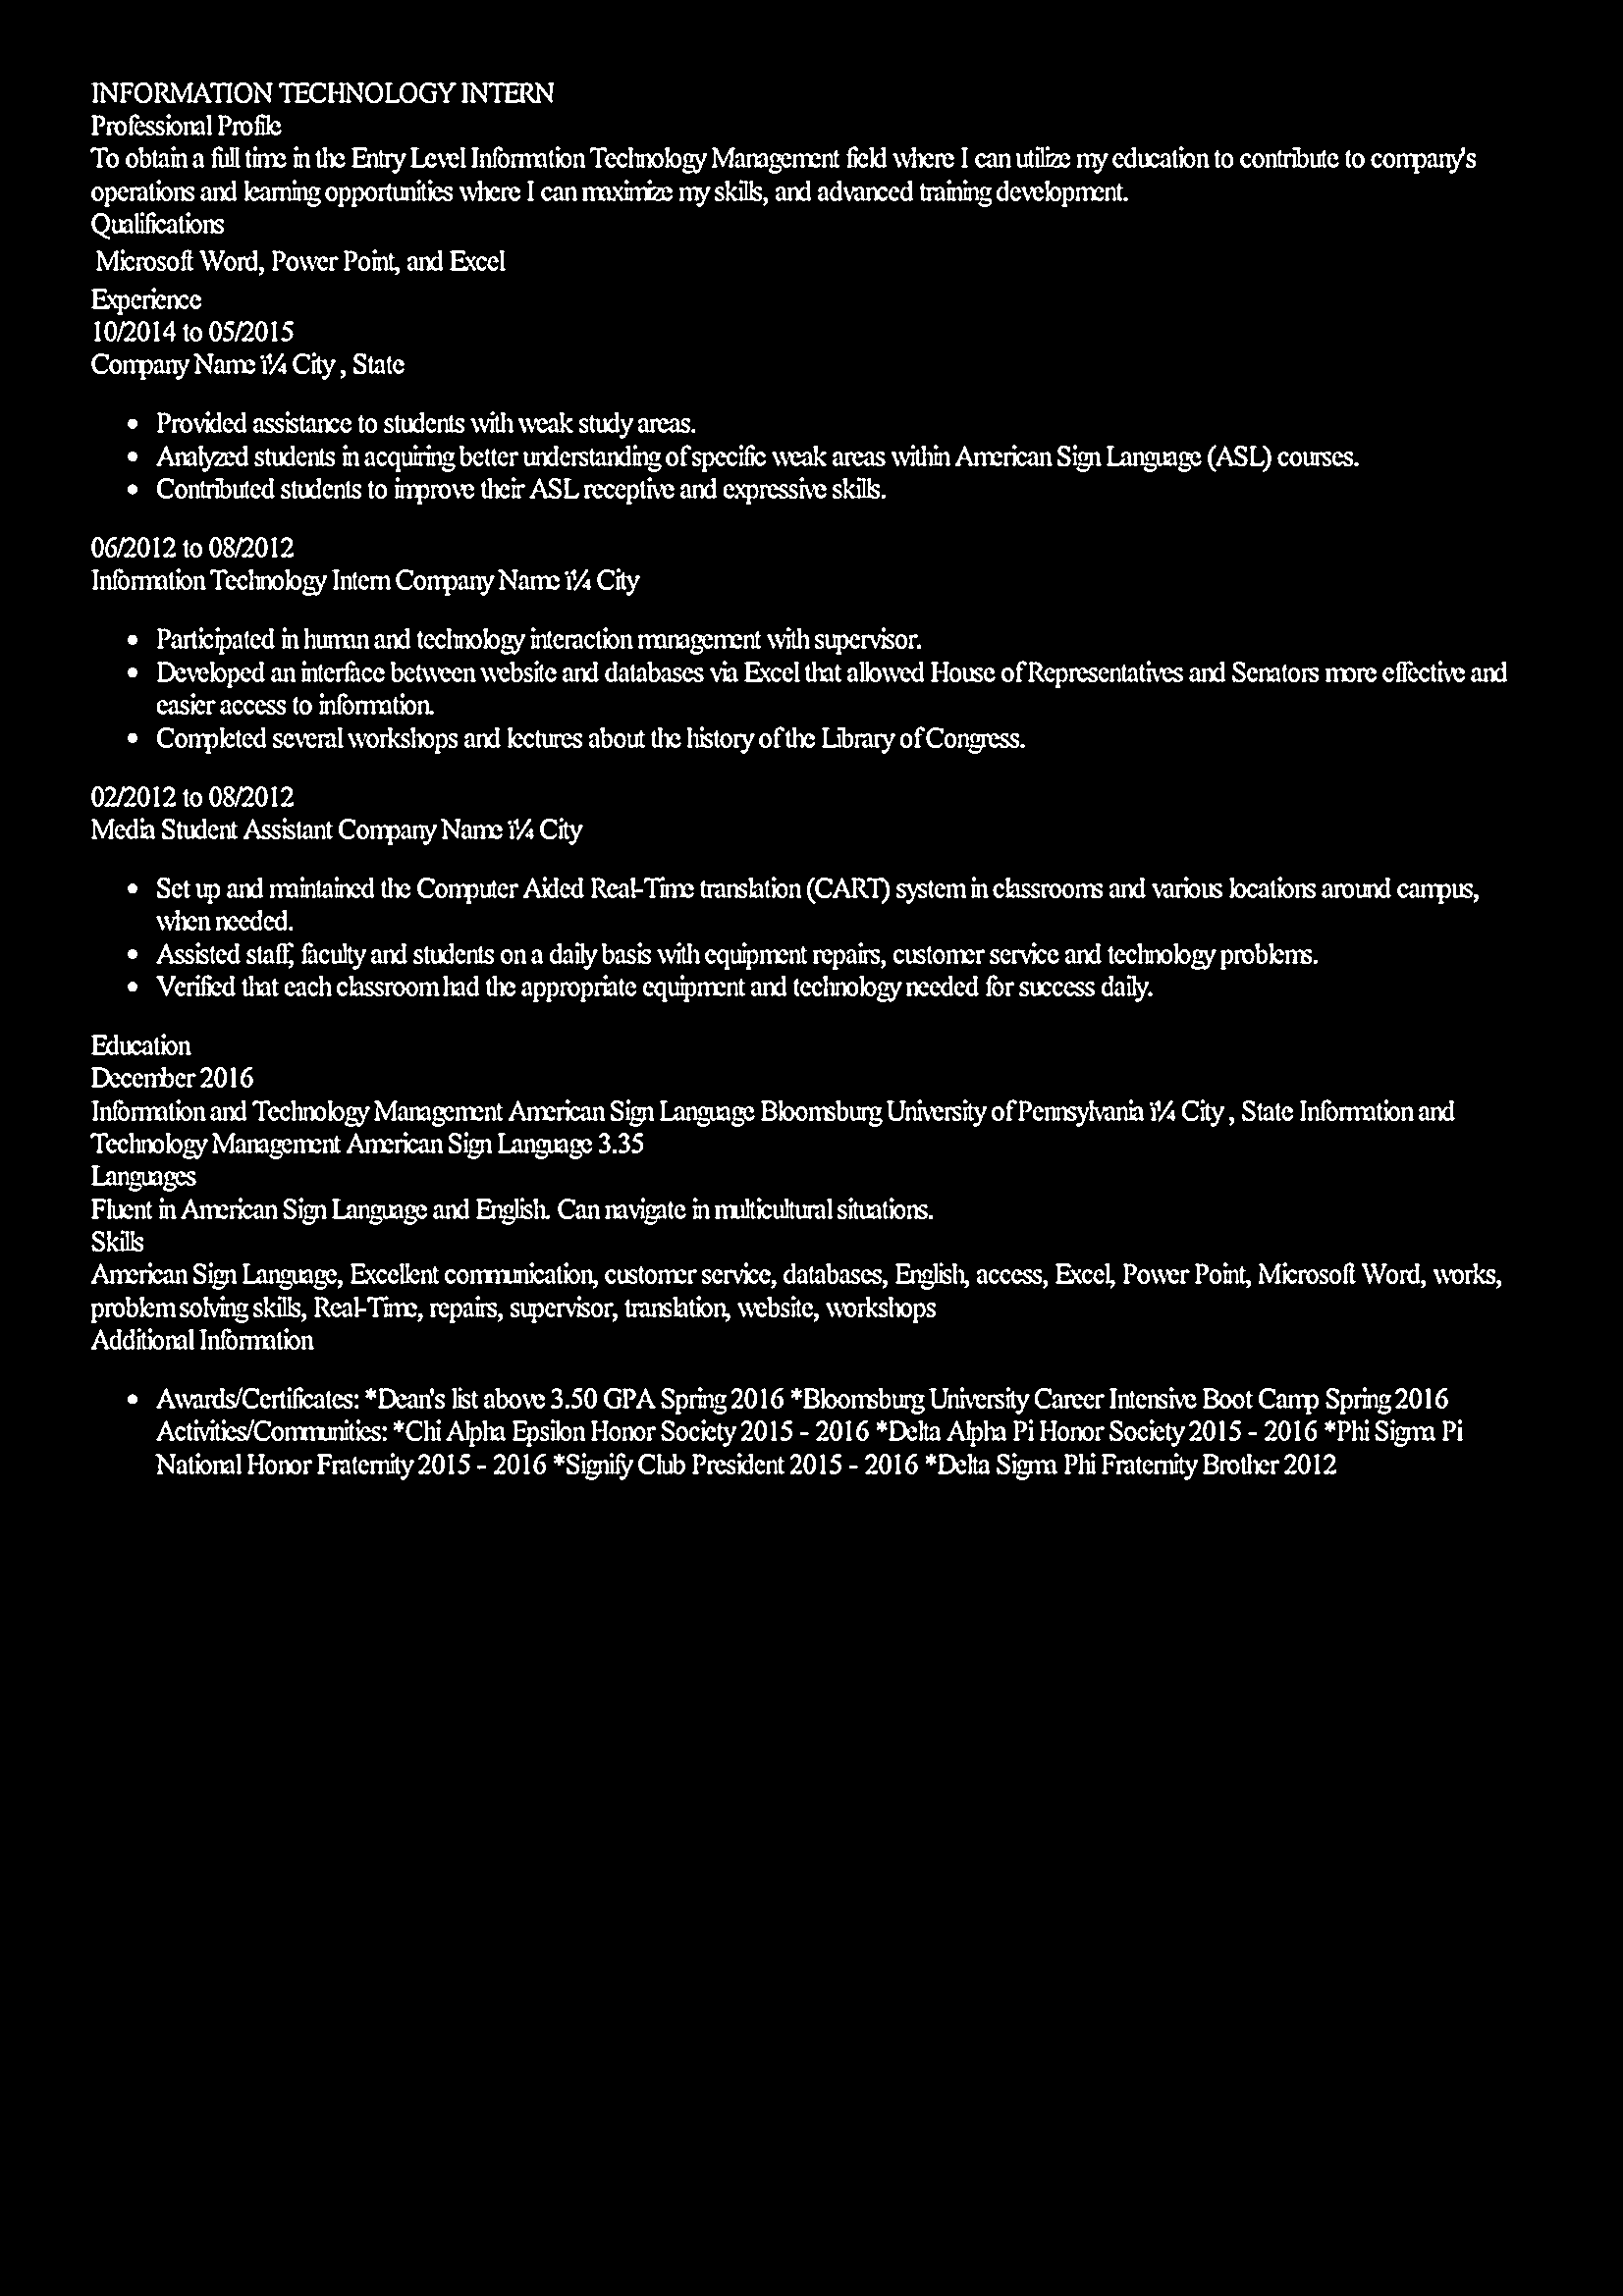 INFORMATION TECHNOLOGY INTERN
Professional Profile
To obtain a full time in the Entry Level Information Technology Management field where I can utilize my education to contribute to company's
operations and learning opportunities where I can maximize my skills, and advanced training development.
Qualifications
Microsoft Word, Power Point, and Excel
Experience
10/2014 to 05/2015
Company Name ï¼ City , State
• Provided assistance to students with weak study areas.
• Analyzed students in acquiring better understanding of specific weak areas within American Sign Language (ASL) courses.
• Contributed students to improve their ASL receptive and expressive skills.
06/2012 to 08/2012
Information Technology Intern Company Name ï¼ City
• Participated in human and technology interaction management with supervisor.
• Developed an interface between website and databases via Excel that allowed House of Representatives and Senators more effective and
easier access to information.
• Completed several workshops and lectures about the history of the Library of Congress.
02/2012 to 08/2012
Media Student Assistant Company Name ï¼ City
• Set up and maintained the Computer Aided Real-Time translation (CART) system in classrooms and various locations around campus,
when needed.
• Assisted staff, faculty and students on a daily basis with equipment repairs, customer service and technology problems.
• Verified that each classroom had the appropriate equipment and technology needed for success daily.
Education
December 2016
Information and Technology Management American Sign Language Bloomsburg University of Pennsylvania ï¼ City , State Information and
Technology Management American Sign Language 3.35
Languages
Fluent in American Sign Language and English. Can navigate in multicultural situations.
Skills
American Sign Language, Excellent communication, customer service, databases, English, access, Excel, Power Point, Microsoft Word, works,
problem solving skills, Real-Time, repairs, supervisor, translation, website, workshops
Additional Information
• Awards/Certificates: *Dean's list above 3.50 GPA Spring 2016 *Bloomsburg University Career Intensive Boot Camp Spring 2016
Activities/Communities: *Chi Alpha Epsilon Honor Society 2015 - 2016 *Delta Alpha Pi Honor Society 2015 - 2016 *Phi Sigma Pi
National Honor Fraternity 2015 - 2016 *Signify Club President 2015 - 2016 *Delta Sigma Phi Fraternity Brother 2012